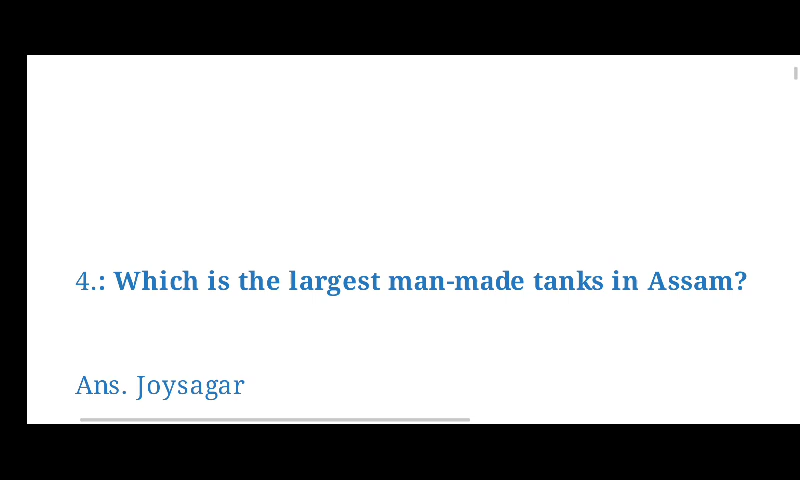 4.: Which is the largest man-made tanks in Assam?
Ans. Joysagar